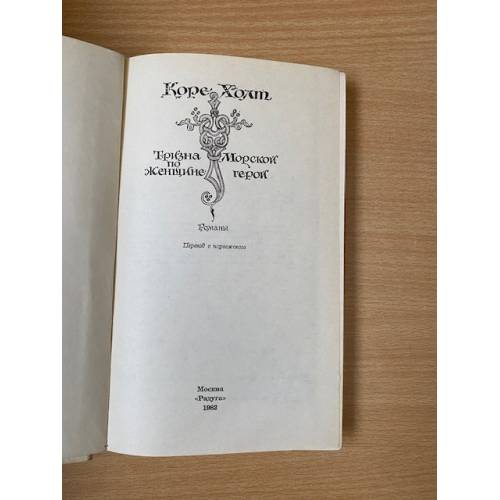 Коре Холт
Тризна Морской
по
женщине герой
Романы
Перевод с норвежского
Москва
«Радуга»
1982